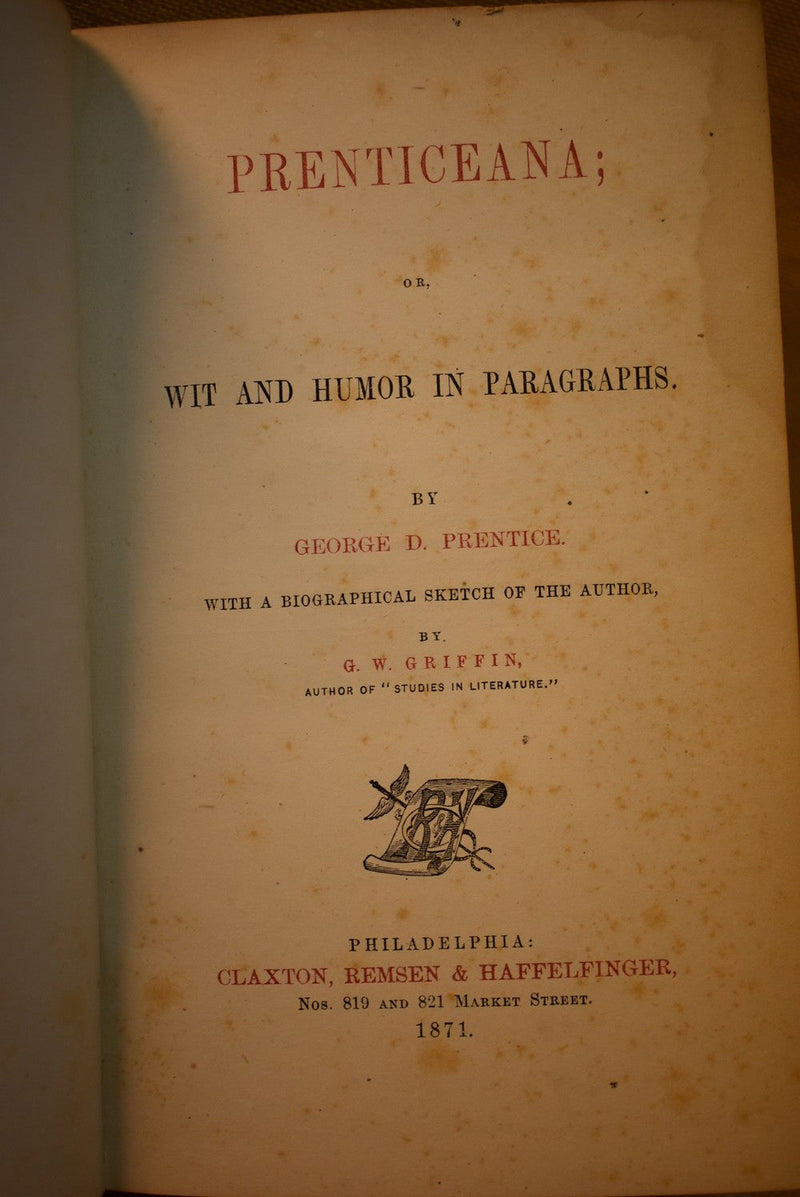 PRENTICEANA;
OR,
WIT AND HUMOR IN PARAGRAPHS.
BY
GEORGE D. PRENTICE.
WITH A BIOGRAPHICAL SKETCH OF THE AUTHOR,
BY.
G. W. GRIFFIN,
AUTHOR OF "STUDIES IN LITERATURE."
PHILADELPHIA:
CLAXTON, REMSEN & HAFFELFINGER,
Nos. 819 AND 821 MARKET STREET.
1871.